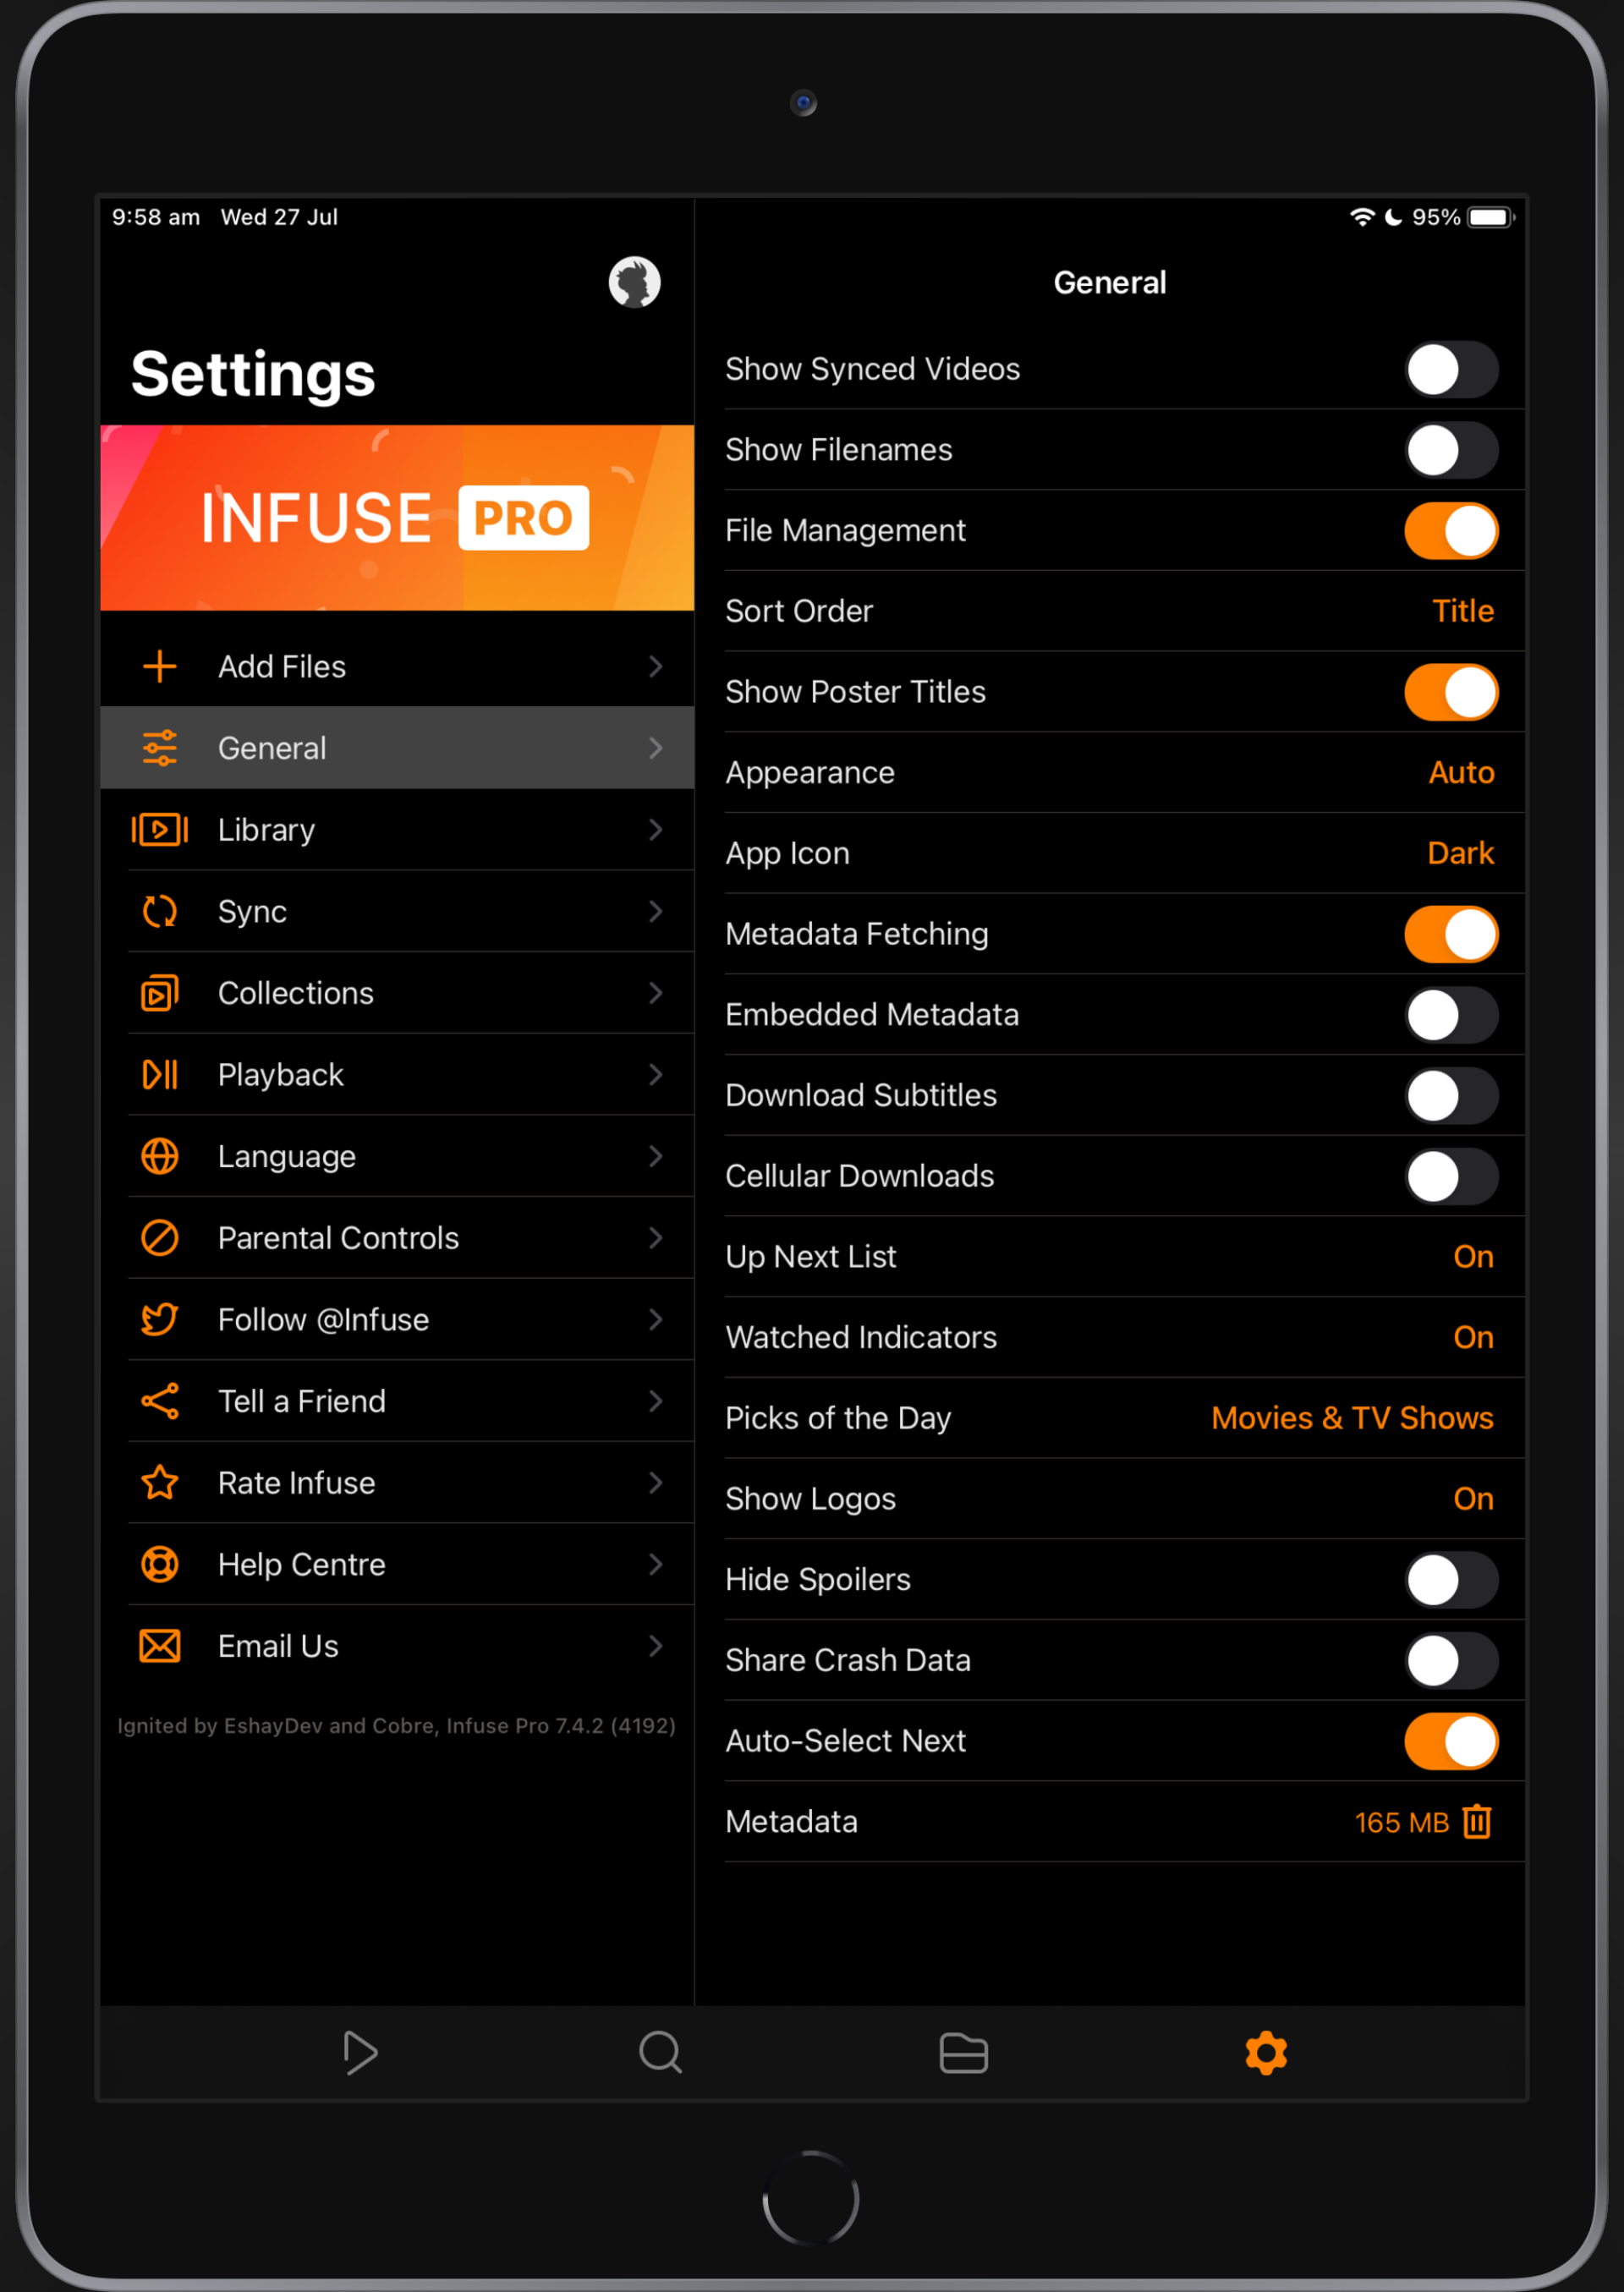 9:58 am Wed 27 Jul
95%
Settings
INFUSE PRO
Add Files
General
Library
Sync
Collections
Playback
Language
Parental Controls
Follow @Infuse
Tell a Friend
Rate Infuse
Help Centre
Email Us
Ignited by EshayDev and Cobre, Infuse Pro 7.4.2 (4192)
General
Show Synced Videos
Show Filenames
File Management
Sort Order Title
Show Poster Titles
Appearance Auto
App Icon Dark
Metadata Fetching
Embedded Metadata
Download Subtitles
Cellular Downloads
Up Next List On
Watched Indicators On
Picks of the Day Movies & TV Shows
Show Logos On
Hide Spoilers
Share Crash Data
Auto-Select Next
Metadata 165 MB